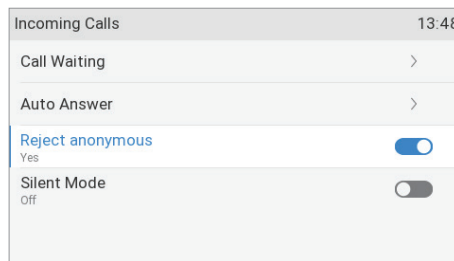 Incoming Calls 13:48
Call Waiting
Auto Answer
Reject anonymous
Yes
Silent Mode
Off